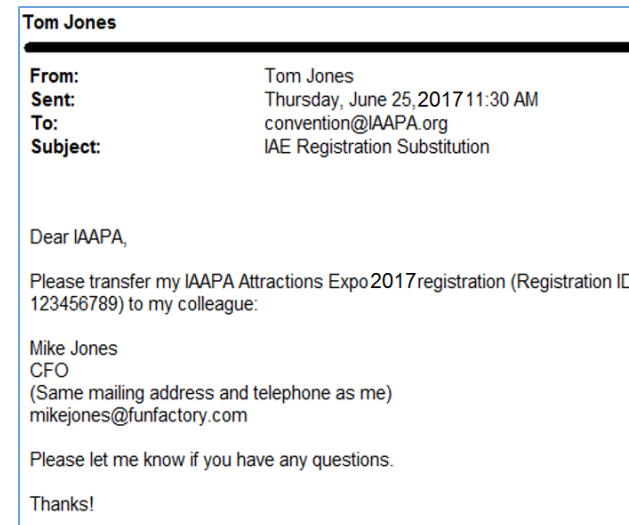 Tom Jones
From: Tom Jones
Sent: Thursday, June 25,2017 11:30 AM
To: convention@IAAPA.org
Subject: IAE Registration Substitution
Dear IAAPA,
Please transfer my IAAPA Attractions Expo 2017 registration (Registration ID
123456789) to my colleague:
Mike Jones
CFO
(Same mailing address and telephone as me)
mikejones@funfactory.com
Please let me know if you have any questions.
Thanks!